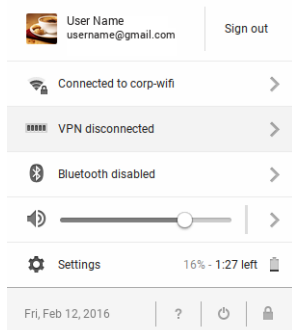 User Name
username@gmail.com
Sign out
Connected to corp-wifi
VPN disconnected
Bluetooth disabled
Settings
16% - 1:27 left
Fri, Feb 12, 2016
?